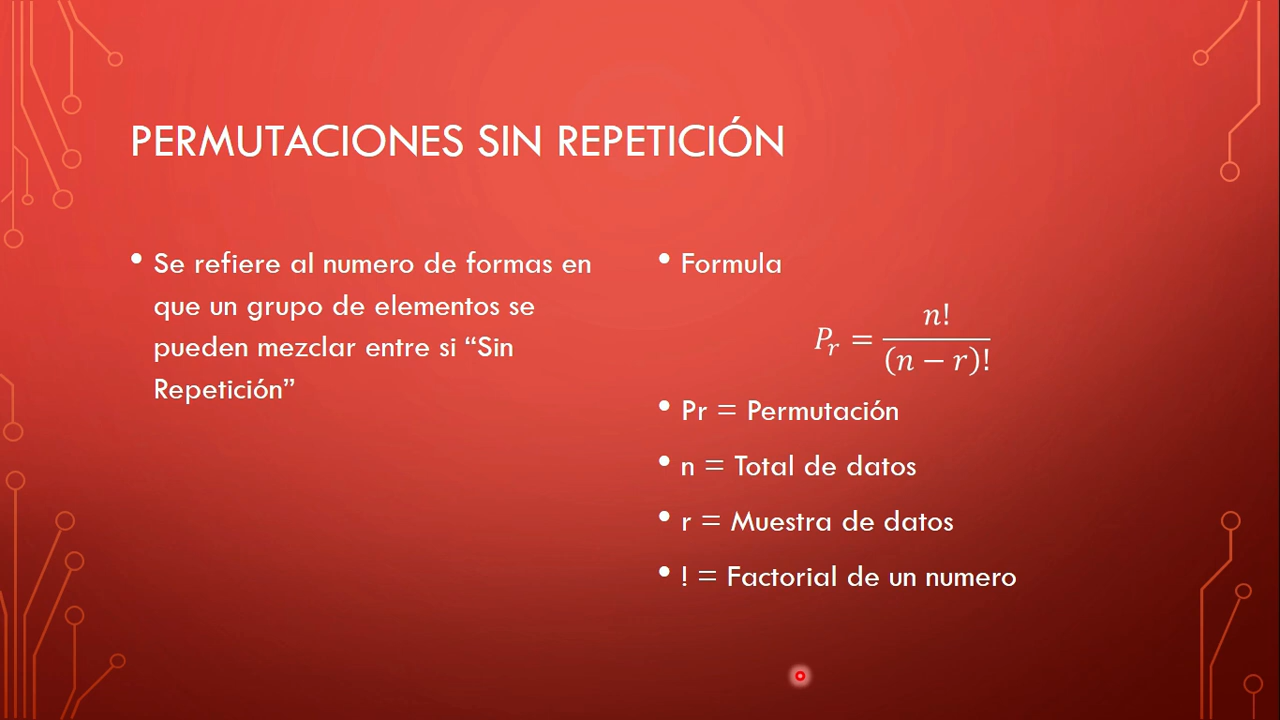 PERMUTACIONES SIN REPETICIÓN
• Se refiere al numero de formas en
que un grupo de elementos se
pueden mezclar entre si “Sin
Repetición”
• Formula
P_r = n! / (n − r)!
• Pr = Permutación
• n = Total de datos
• r = Muestra de datos
• ! = Factorial de un numero